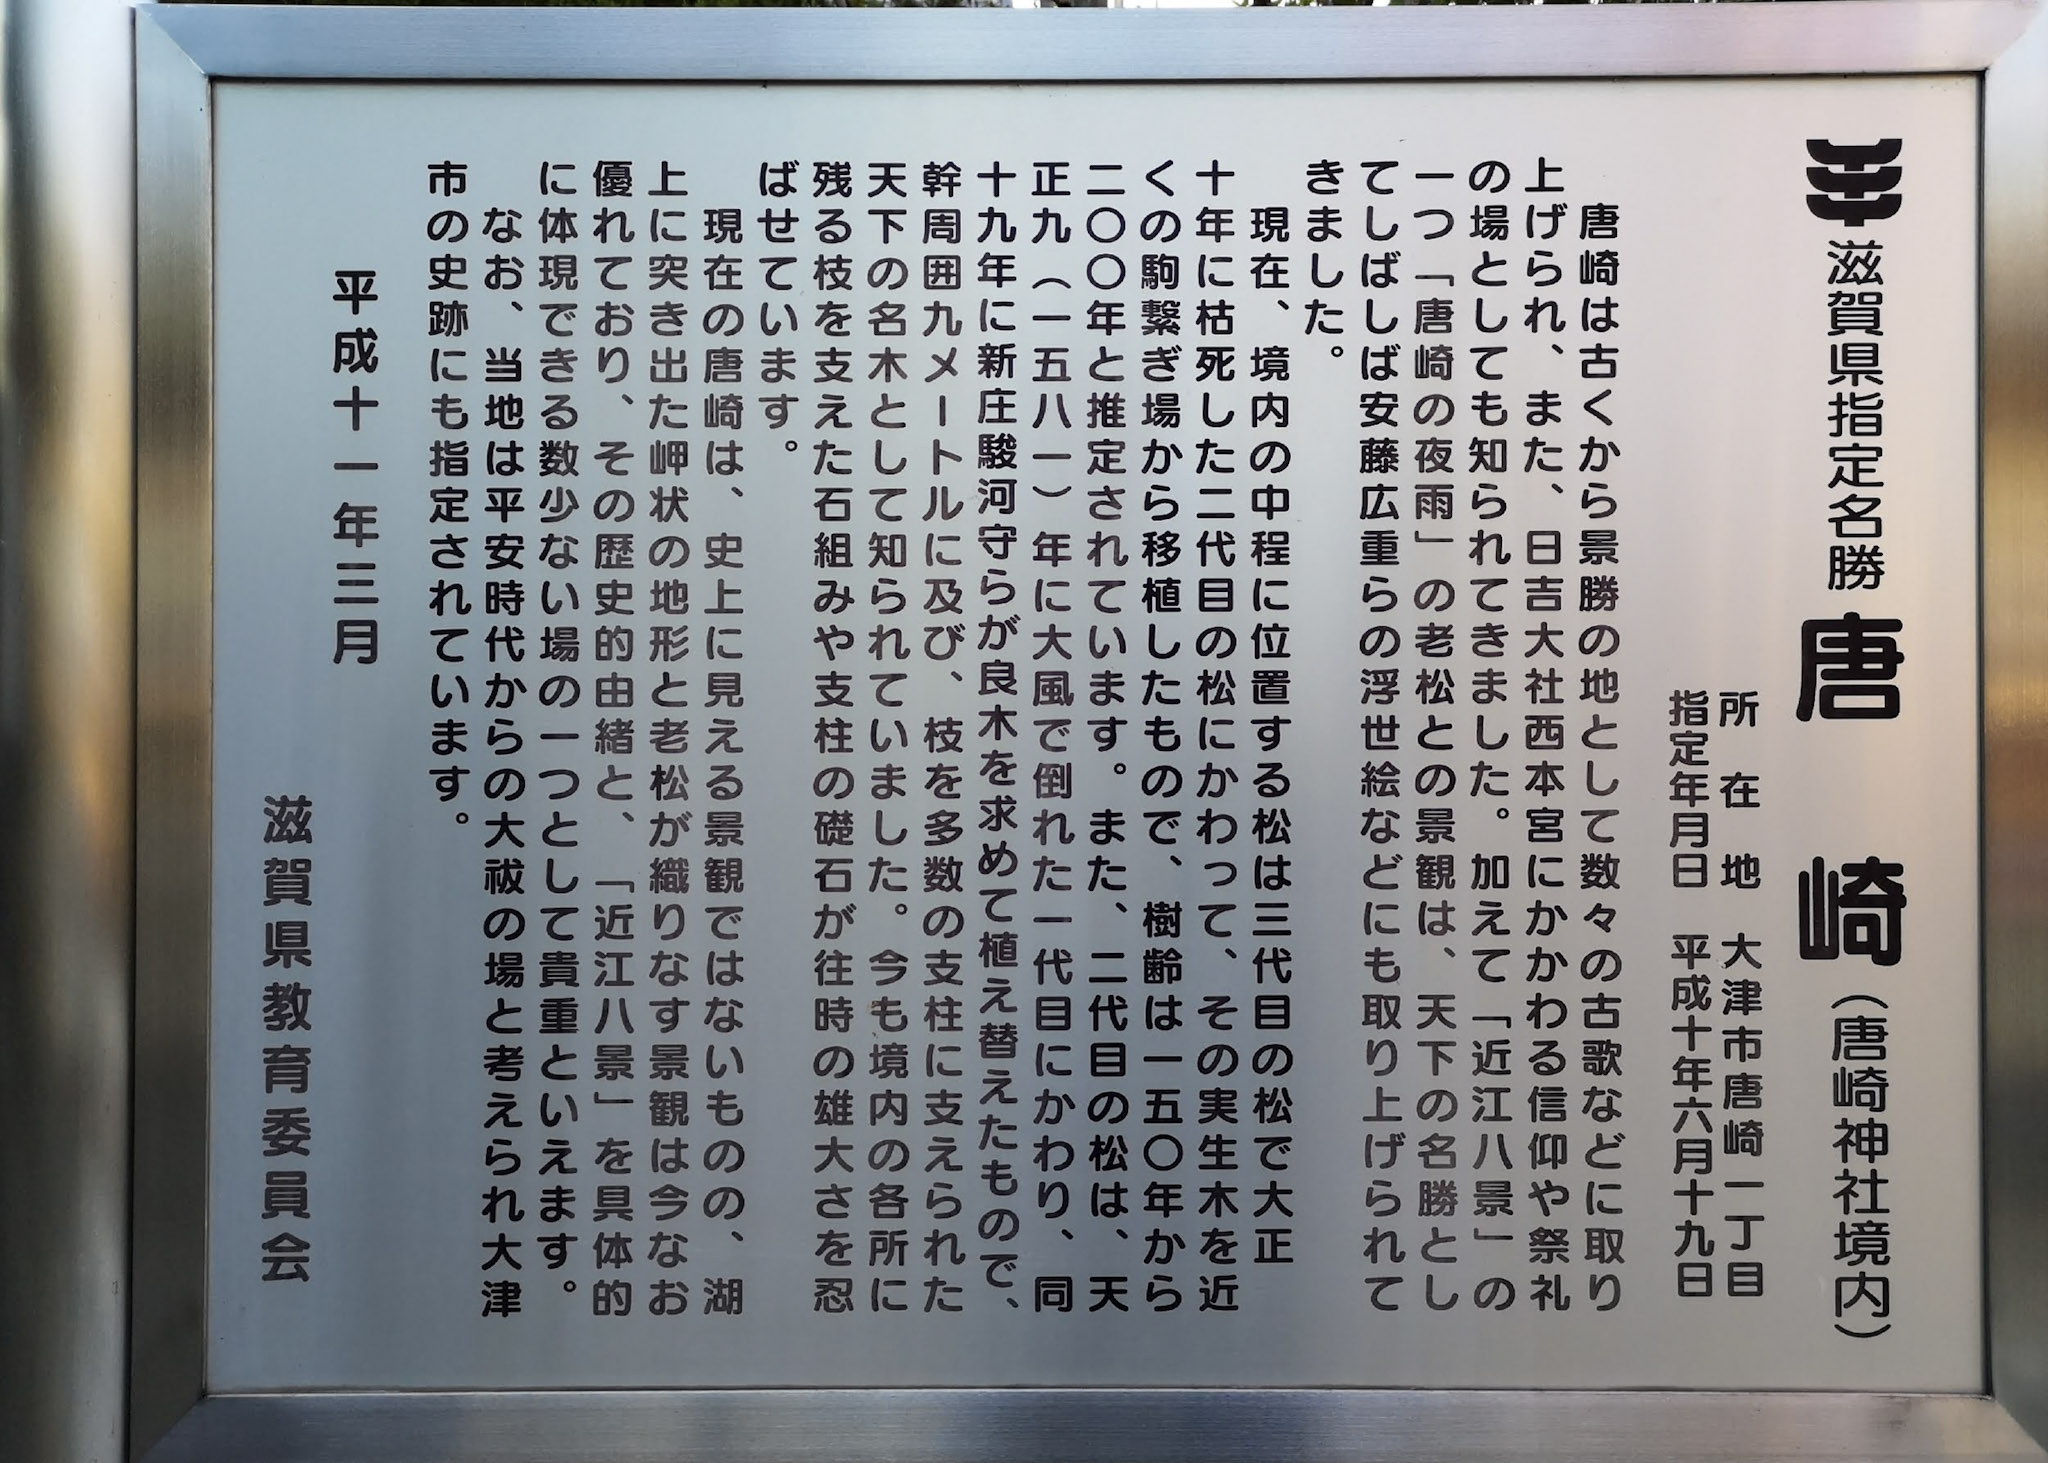 滋賀県指定名勝 唐崎（唐崎神社境内）
所在地 大津市唐崎一丁目
指定年月日 平成十年六月十九日
唐崎は古くから景勝の地として数々の古歌などに取り
上げられ、また、日吉大社西本宮にかかわる信仰や祭礼
の場としても知られてきました。加えて「近江八景」の
一つ「唐崎の夜雨」の老松との景観は、天下の名勝とし
てしばしば安藤広重らの浮世絵などにも取り上げられて
きました。
現在、境内の中程に位置する松は三代目の松で大正
十年に枯死した二代目の松にかわって、その実生木を近
くの駒繋ぎ場から移植したもので、樹齢は一五〇年から
二〇〇年と推定されています。また、二代目の松は、天
正九（一五八一）年に大風で倒れた一代目にかわり、同
十九年に新庄駿河守らが良木を求めて植え替えたもので、
幹周囲九メートルに及び、枝を多数の支柱に支えられた
天下の名木として知られていました。今も境内の各所に
残る枝を支えた石組みや支柱の礎石が往時の雄大さを忍
ばせています。
現在の唐崎は、史上に見える景観ではないものの、湖
上に突き出た岬状の地形と老松が織りなす景観は今なお
優れており、その歴史的由緒と、「近江八景」を具体的
に体現できる数少ない場の一つとして貴重といえます。
なお、当地は平安時代からの大祓の場と考えられ大津
市の史跡にも指定されています。
平成十一年三月
滋賀県教育委員会